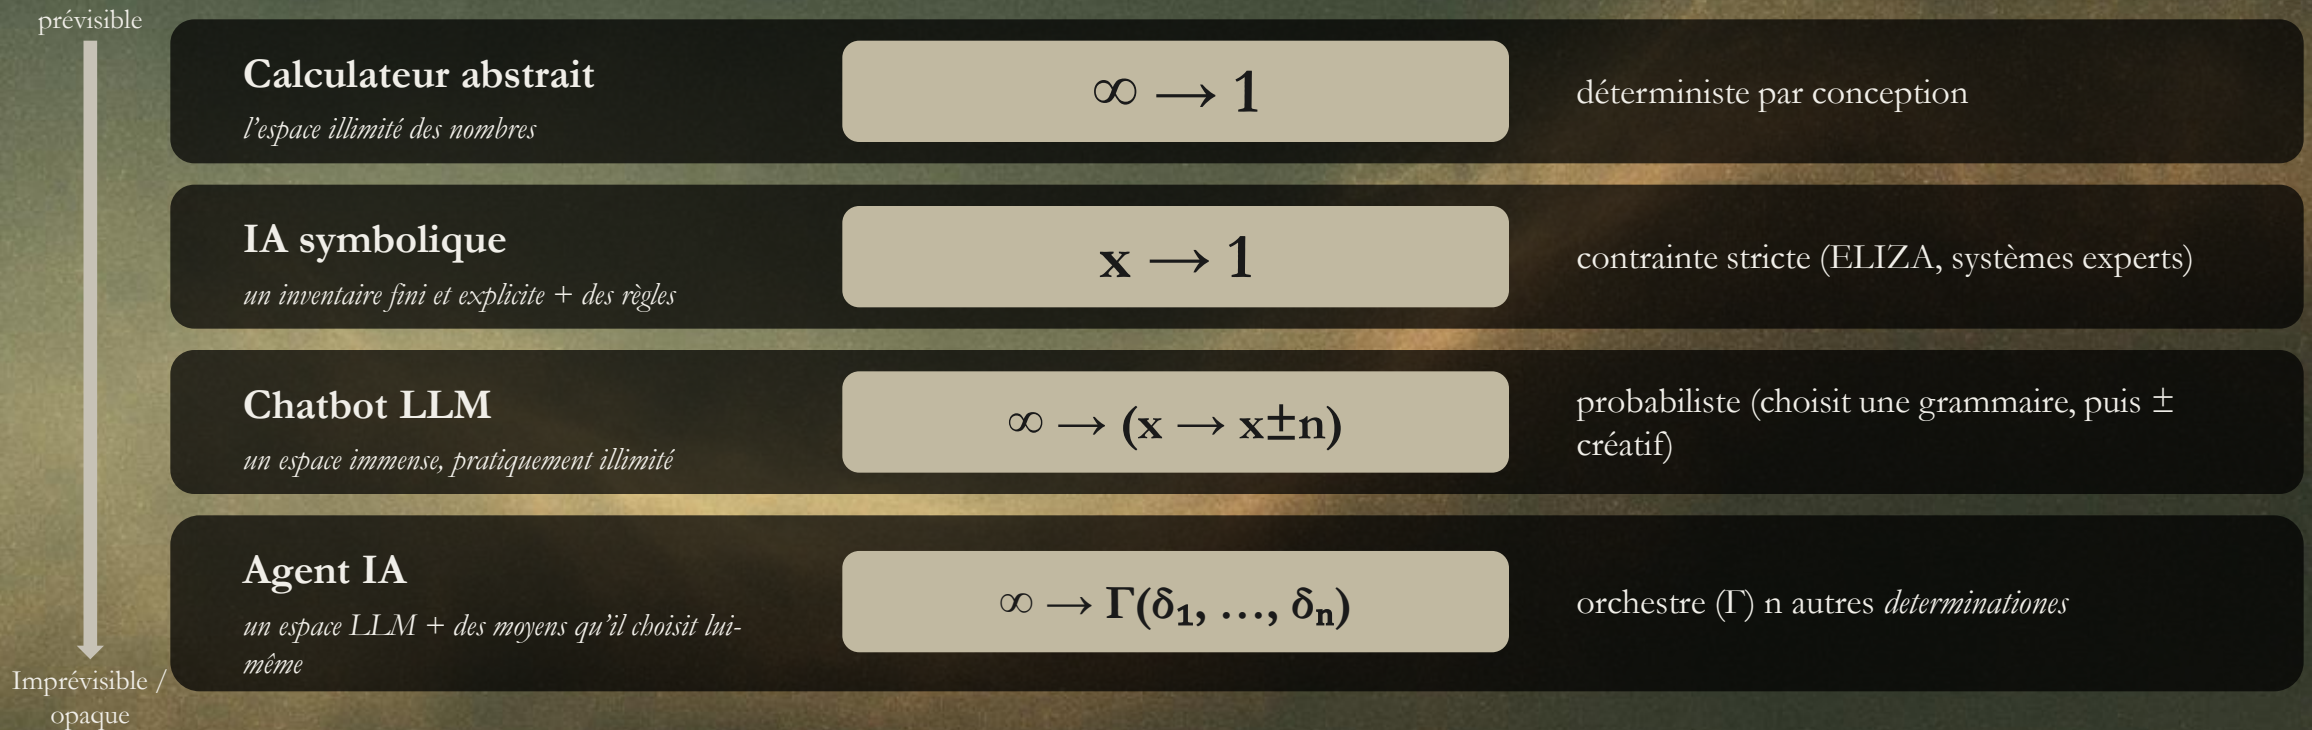 prévisible
Calculateur abstrait
l'espace illimité des nombres
∞ → 1
déterministe par conception
IA symbolique
un inventaire fini et explicite + des règles
x → 1
contrainte stricte (ELIZA, systèmes experts)
Chatbot LLM
un espace immense, pratiquement illimité
∞ → (x → x±n)
probabiliste (choisit une grammaire, puis ±
créatif)
Agent IA
un espace LLM + des moyens qu'il choisit lui-
même
∞ → Γ(δ₁, …, δₙ)
orchestre (Γ) n autres determinationes
Imprévisible /
opaque